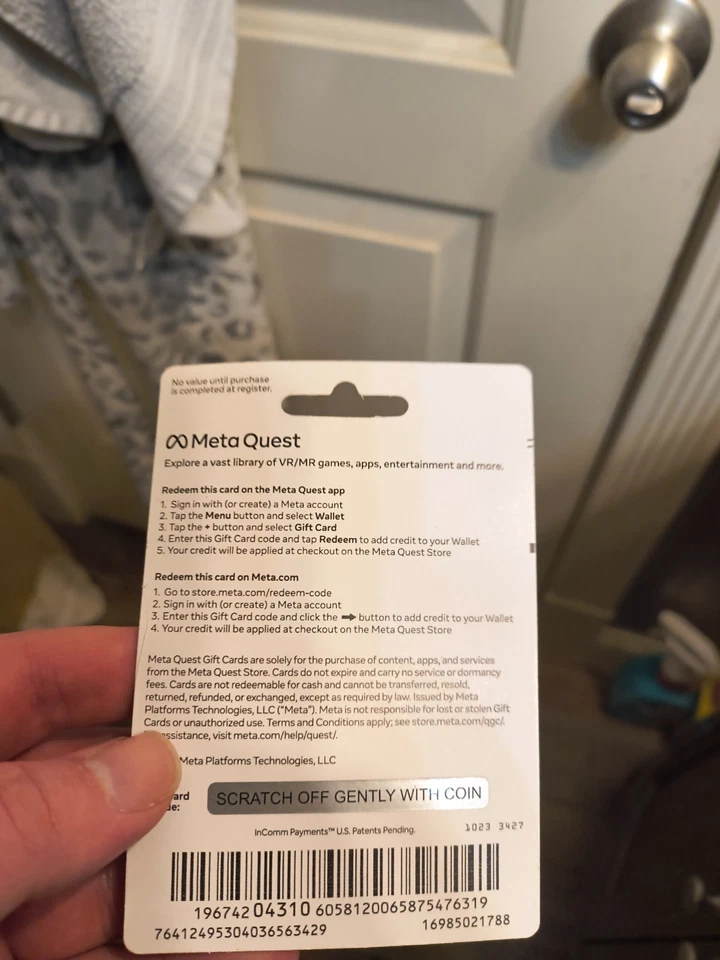 No value until purchase
is completed at register.
Meta Quest
Explore a vast library of VR/MR games, apps, entertainment and more.
Redeem this card on the Meta Quest app
1. Sign in with (or create) a Meta account
2. Tap the Menu button and select Wallet
3. Tap the + button and select Gift Card
4. Enter this Gift Card code and tap Redeem to add credit to your Wallet
5. Your credit will be applied at checkout on the Meta Quest Store
Redeem this card on Meta.com
1. Go to store.meta.com/redeem-code
2. Sign in with (or create) a Meta account
3. Enter this Gift Card code and click the ➡ button to add credit to your Wallet
4. Your credit will be applied at checkout on the Meta Quest Store
Meta Quest Gift Cards are solely for the purchase of content, apps, and services
from the Meta Quest Store. Cards do not expire and carry no service or dormancy
fees. Cards are not redeemable for cash and cannot be transferred, resold,
returned, refunded, or exchanged, except as required by law. Issued by Meta
Platforms Technologies, LLC ("Meta"). Meta is not responsible for lost or stolen Gift
Cards or unauthorized use. Terms and Conditions apply; see store.meta.com/qgc/.
assistance, visit meta.com/help/quest/.
Meta Platforms Technologies, LLC
SCRATCH OFF GENTLY WITH COIN
InComm Payments™ U.S. Patents Pending.
1023 3427
196742 04310 6058120065875476319
76412495304036563429
16985021788